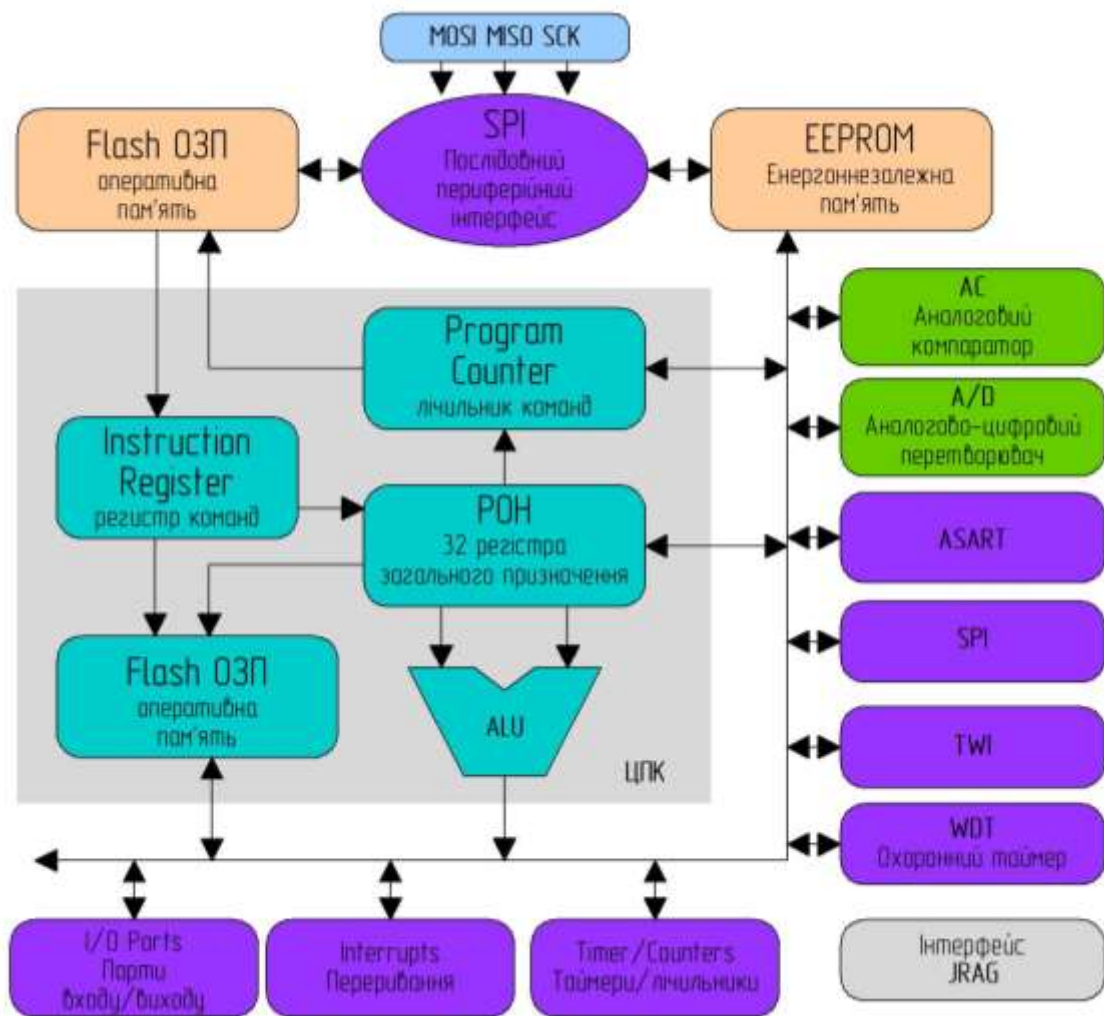 MOSI MISO SCK
Flash ОЗП
оперативна
пам'ять
SPI
Послідовний
периферійний
інтерфейс
EEPROM
Енергоннезалежна
пам'ять
AC
Аналоговий
компаратор
Program
Counter
лічильник команд
A/D
Аналогово-цифровий
перетворювач
Instruction
Register
регистр команд
РОН
32 регістра
загального призначення
ASART
SPI
Flash ОЗП
оперативна
пам'ять
ALU
ЦПК
TWI
WDT
Охоронний таймер
I/O Ports
Порти
входу/виходу
Interrupts
Переривання
Timer/Counters
Таймери/лічильники
Інтерфейс
JRAG